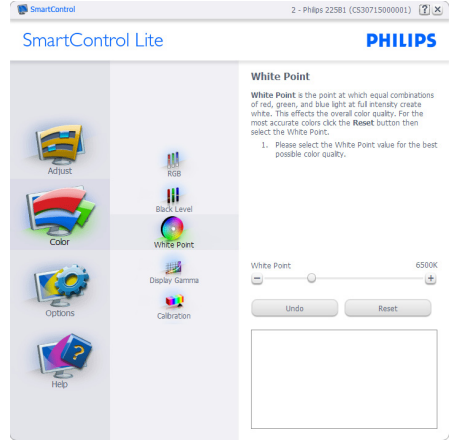 SmartControl
2 - Philips 225B1 (CS30715000001)
SmartControl Lite
PHILIPS
Adjust
Color
Options
Help
RGB
Black Level
White Point
Display Gamma
Calibration
White Point
White Point is the point at which equal combinations
of red, green, and blue light at full intensity create
white. This effects the overall color quality. For the
most accurate colors click the Reset button then
select the White Point.
1. Please select the White Point value for the best
possible color quality.
White Point 6500K
Undo Reset